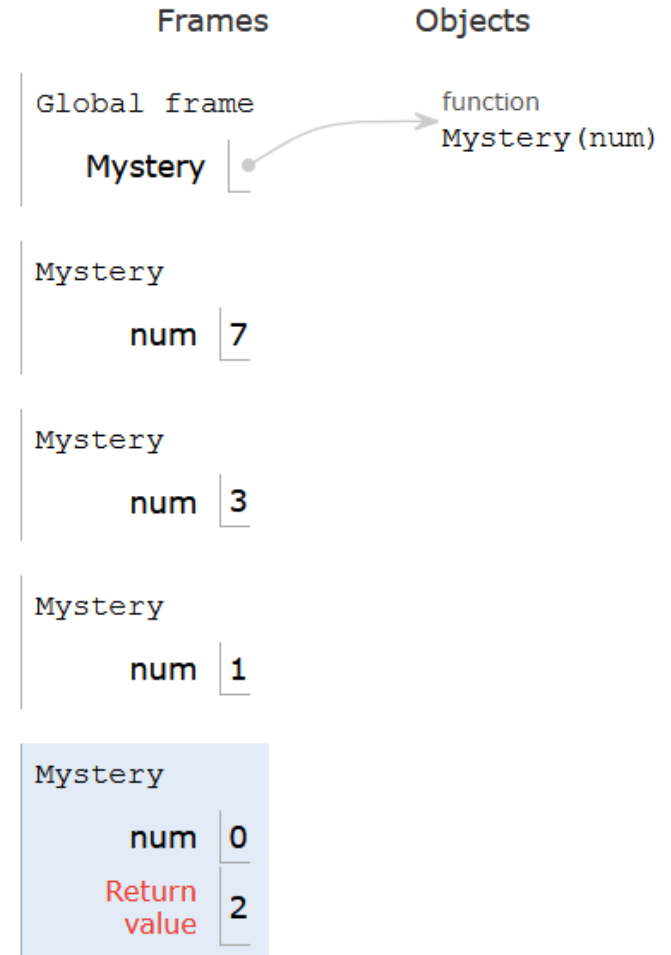 Frames Objects
Global frame
function
Mystery(num)
Mystery
Mystery
num 7
Mystery
num 3
Mystery
num 1
Mystery
num 0
Return
value 2